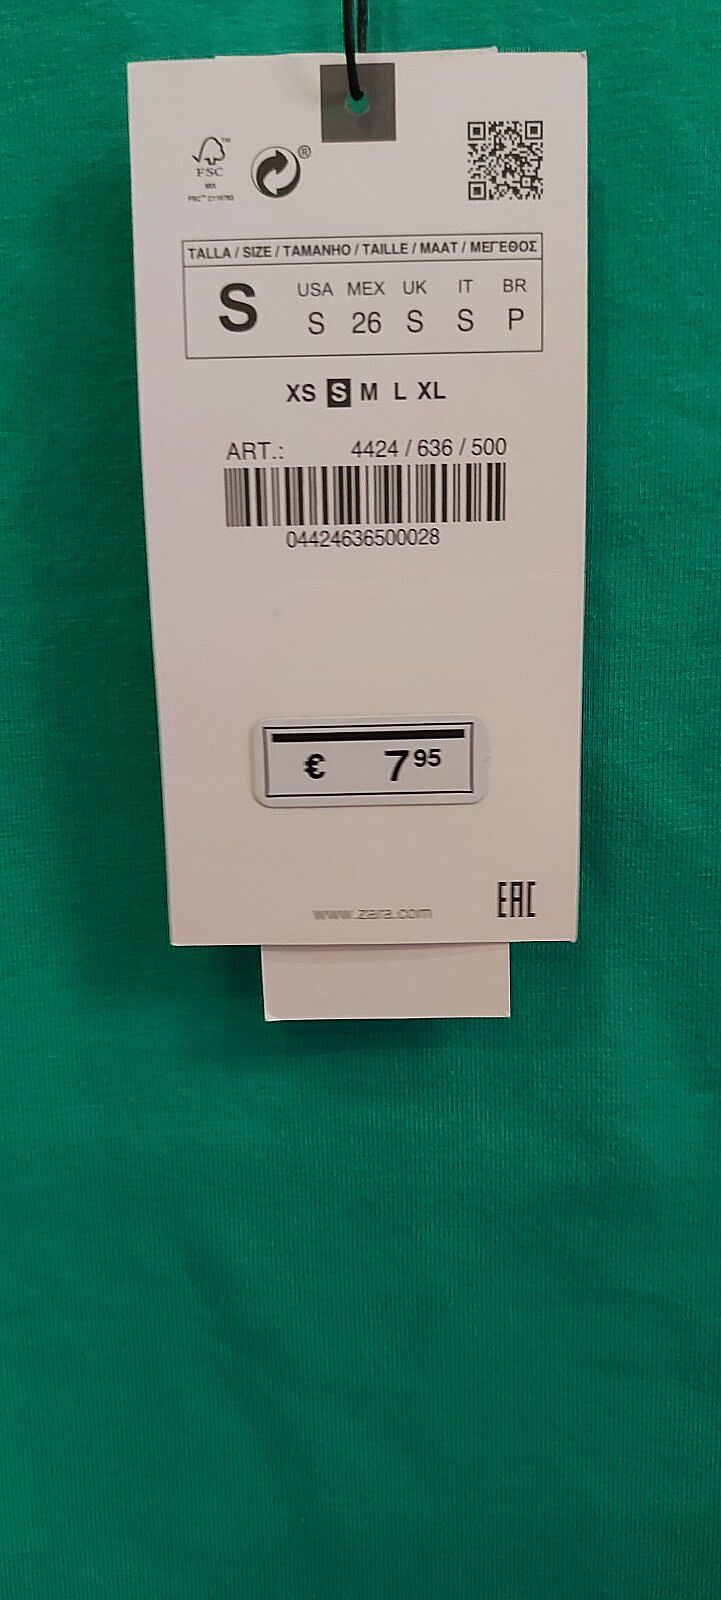 FSC
MIX
®
TALLA / SIZE / TAMANHO / TAILLE / MAAT / ΜΕΓΕΘΟΣ
S
USA MEX UK IT BR
S 26 S S P
XS S M L XL
ART.: 4424 / 636 / 500
04424636500028
€ 7 95
www.zara.com
EAC